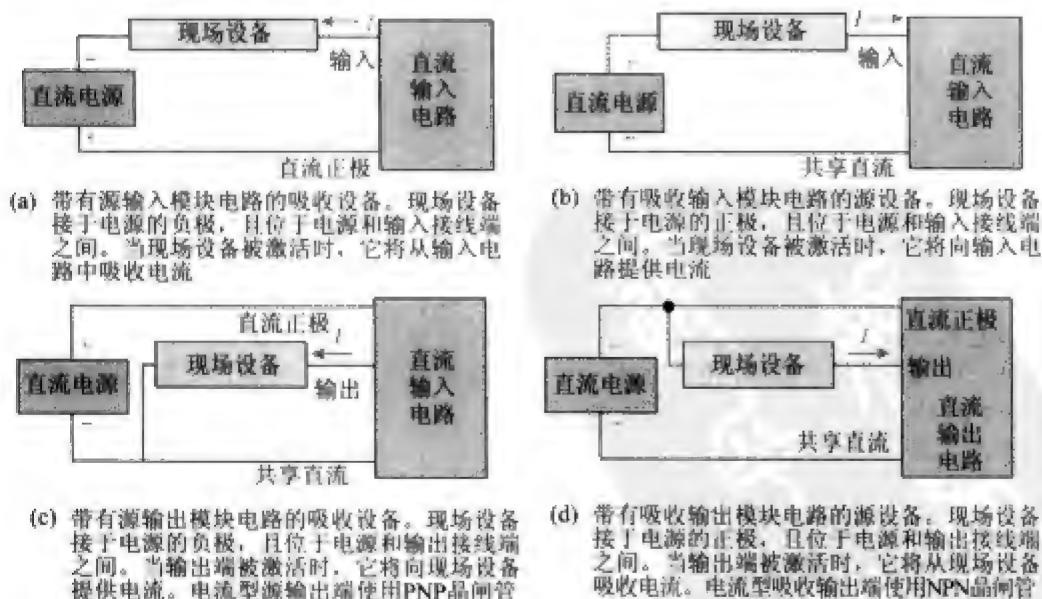 现场设备
I
输入
直流电源
直流
输入
电路
直流正极
(a) 带有源输入模块电路的吸收设备。现场设备
接于电源的负极，且位于电源和输入接线端
之间。当现场设备被激活时，它将从输入电
路中吸收电流
现场设备
I
输入
直流电源
直流
输入
电路
共享直流
(b) 带有吸收输入模块电路的源设备。现场设备
接于电源的正极，且位于电源和输入接线端
之间。当现场设备被激活时，它将向输入电
路提供电流
直流正极
I
现场设备
输出
直流电源
直流
输入
电路
共享直流
(c) 带有源输出模块电路的吸收设备。现场设备
接于电源的负极，且位于电源和输出接线端
之间。当输出端被激活时，它将向现场设备
提供电流。电流型源输出端使用PNP晶闸管
直流正极
I
现场设备
输出
直流电源
直流
输出
电路
共享直流
(d) 带有吸收输出模块电路的源设备。现场设备
接于电源的正极，且位于电源和输出接线端
之间。当输出端被激活时，它将从现场设备
吸收电流。电流型吸收输出端使用NPN晶闸管